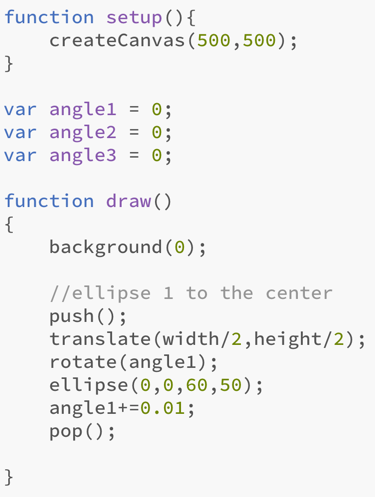 function setup(){
    createCanvas(500,500);
}

var angle1 = 0;
var angle2 = 0;
var angle3 = 0;

function draw()
{
    background(0);

    //ellipse 1 to the center
    push();
    translate(width/2,height/2);
    rotate(angle1);
    ellipse(0,0,60,50);
    angle1+=0.01;
    pop();

}